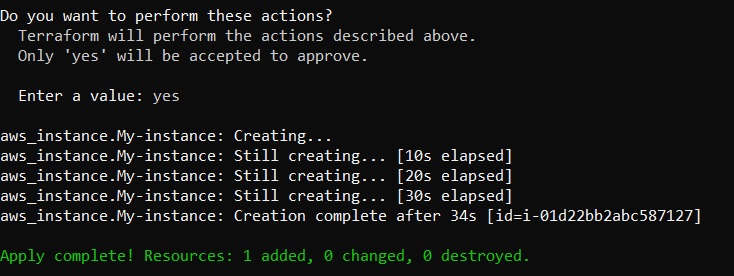 Do you want to perform these actions?
Terraform will perform the actions described above.
Only 'yes' will be accepted to approve.
Enter a value: yes
aws_instance.My-instance: Creating...
aws_instance.My-instance: Still creating... [10s elapsed]
aws_instance.My-instance: Still creating... [20s elapsed]
aws_instance.My-instance: Still creating... [30s elapsed]
aws_instance.My-instance: Creation complete after 34s [id=i-01d22bb2abc587127]
Apply complete! Resources: 1 added, 0 changed, 0 destroyed.